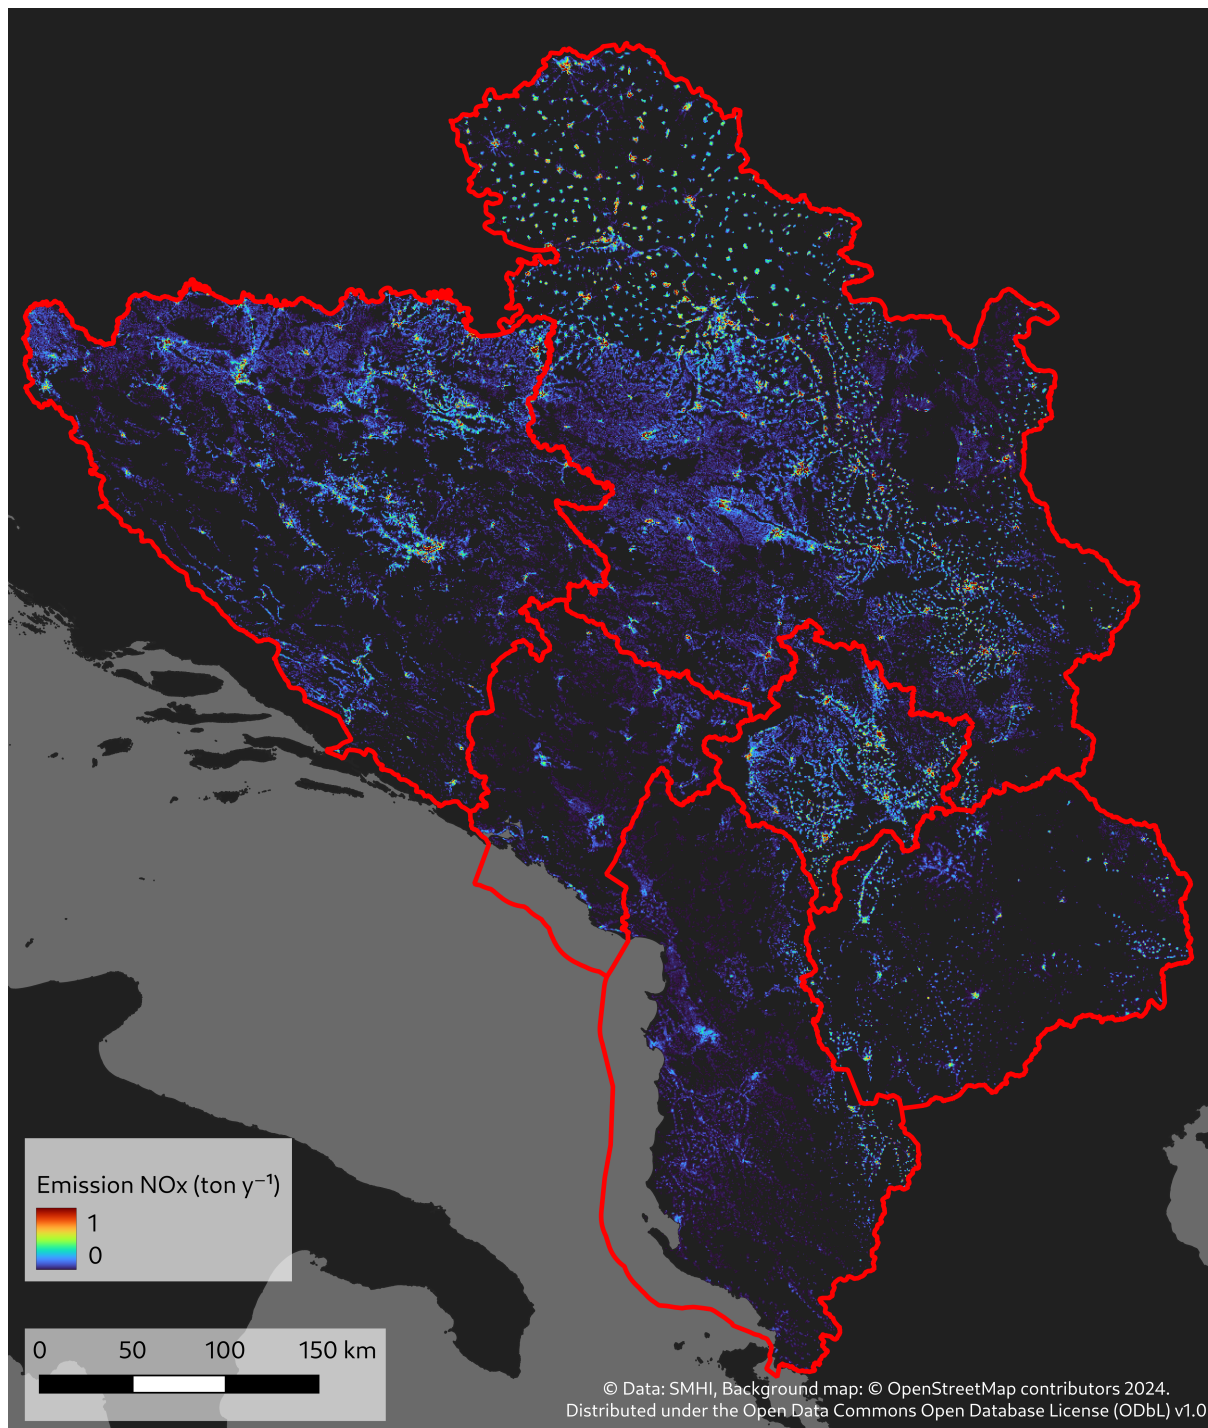 Emission NOx (ton y⁻¹)
1
0
0 50 100 150 km
© Data: SMHI, Background map: © OpenStreetMap contributors 2024.
Distributed under the Open Data Commons Open Database License (ODbL) v1.0